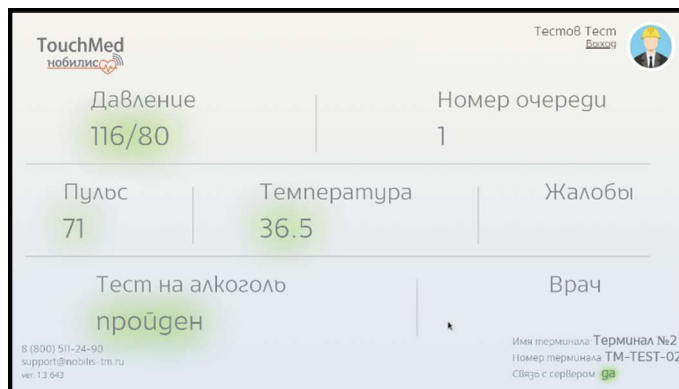 TouchMed
нобилис
Тестов Тест
Выход
Давление
116/80
Номер очереди
1
Пульс
71
Температура
36.5
Жалобы
Тест на алкоголь
пройден
Врач
8 (800) 511-24-90
support@nobilis-tm.ru
ver. 1.3.643
Имя терминала: Терминал №2
Номер терминала: TM-TEST-02
Связь с сервером: да